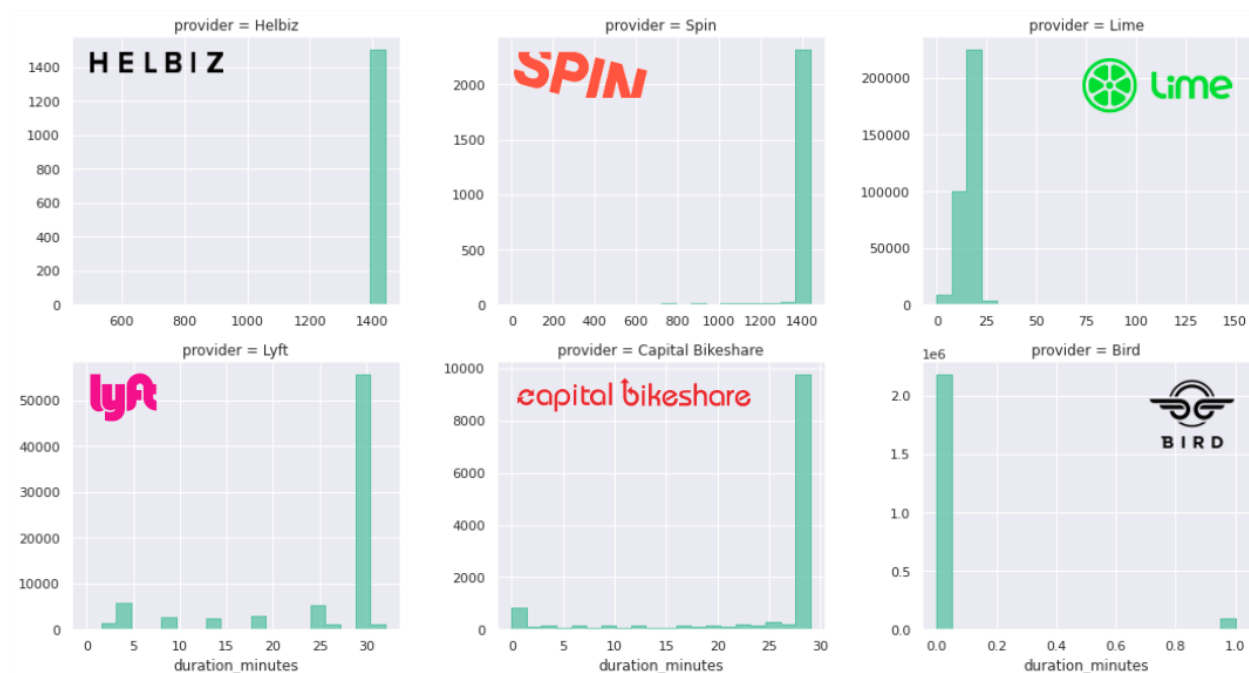 provider = Helbiz
HELBIZ
1400
1200
1000
800
600
400
200
0
600 800 1000 1200 1400
provider = Spin
SPIN
2000
1500
1000
500
0
0 200 400 600 800 1000 1200 1400
provider = Lime
Lime
200000
150000
100000
50000
0
0 25 50 75 100 125 150
provider = Lyft
lyft
50000
40000
30000
20000
10000
0
0 5 10 15 20 25 30
duration_minutes
provider = Capital Bikeshare
capital bikeshare
10000
8000
6000
4000
2000
0
0 5 10 15 20 25 30
duration_minutes
provider = Bird
1e6
BIRD
2.0
1.5
1.0
0.5
0.0
0.0 0.2 0.4 0.6 0.8 1.0
duration_minutes